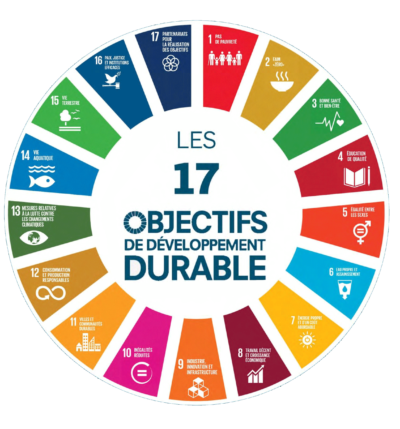 LES
17
OBJECTIFS
DE DÉVELOPPEMENT
DURABLE
1 PAS
DE PAUVRETÉ
2 FAIM
«ZÉRO»
3 BONNE SANTÉ
ET BIEN-ÊTRE
4 ÉDUCATION
DE QUALITÉ
5 ÉGALITÉ ENTRE
LES SEXES
6 EAU PROPRE ET
ASSAINISSEMENT
7 ÉNERGIE PROPRE
ET D'UN COÛT
ABORDABLE
8 TRAVAIL DÉCENT
ET CROISSANCE
ÉCONOMIQUE
9 INDUSTRIE,
INNOVATION ET
INFRASTRUCTURE
10 INÉGALITÉS
RÉDUITES
11 VILLES ET
COMMUNAUTÉS
DURABLES
12 CONSOMMATION
ET PRODUCTION
RESPONSABLES
13 MESURES RELATIVES
À LA LUTTE CONTRE
LES CHANGEMENTS
CLIMATIQUES
14 VIE
AQUATIQUE
15 VIE
TERRESTRE
16 PAIX, JUSTICE
ET INSTITUTIONS
EFFICACES
17 PARTENARIATS
POUR
LA RÉALISATION
DES OBJECTIFS